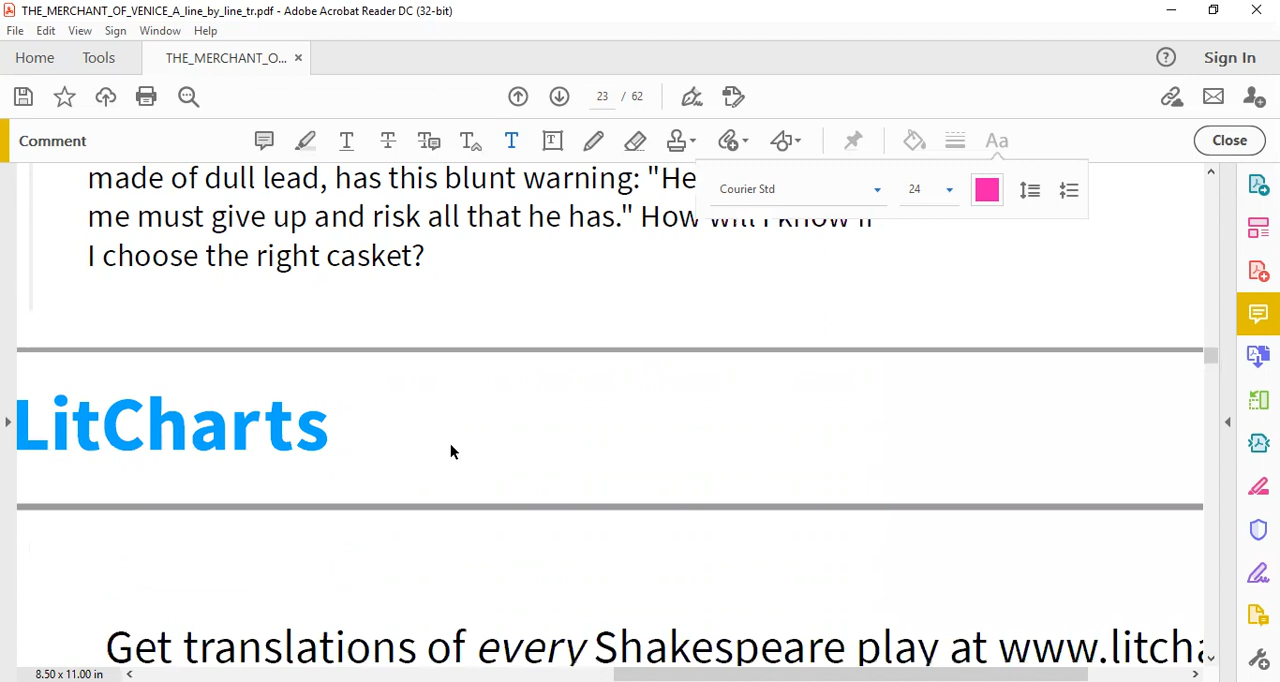 THE_MERCHANT_OF_VENICE_A_line_by_line_tr.pdf - Adobe Acrobat Reader DC (32-bit)
File Edit View Sign Window Help
Home Tools THE_MERCHANT_O... ×
Sign In
23 / 62
Comment
Close
Courier Std 24
made of dull lead, has this blunt warning: "He
me must give up and risk all that he has." How will I know if
I choose the right casket?
LitCharts
Get translations of every Shakespeare play at www.litcha
8.50 x 11.00 in